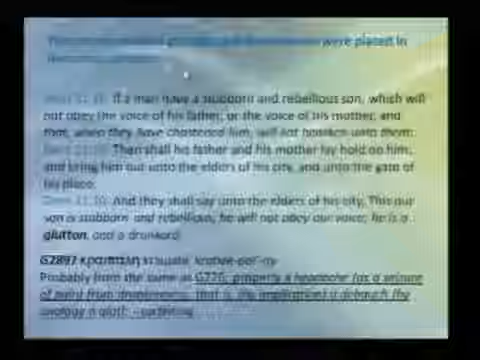 were placed in
If a man have a stubborn and rebellious son, which will
not obey the voice of his father, or the voice of his mother, and
that, when they have chastened him, will not hearken unto them:
Then shall his father and his mother lay hold on him,
and bring him out unto the elders of his city, and unto the gate of
his place;
And they shall say unto the elders of his city, This our
son is stubborn and rebellious, he will not obey our voice; he is a
glutton, and a drunkard.
G2897 κραιπάλη
Probably from the same as G726; properly a headache (as a seizure
of pain from drunkenness, that is, (by implication) a debauch (by
analogy a glut): - surfeiting